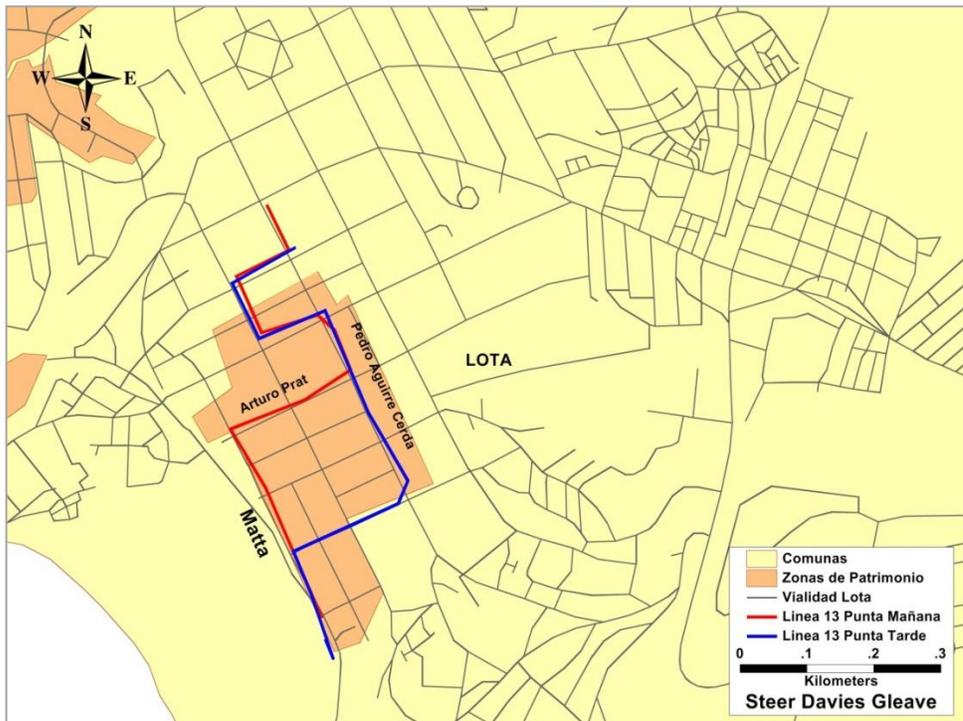 N
W E
S
LOTA
Pedro Aguirre Cerda
Arturo Prat
Matta
Comunas
Zonas de Patrimonio
Vialidad Lota
Linea 13 Punta Mañana
Linea 13 Punta Tarde
0 .1 .2 .3
Kilometers
Steer Davies Gleave